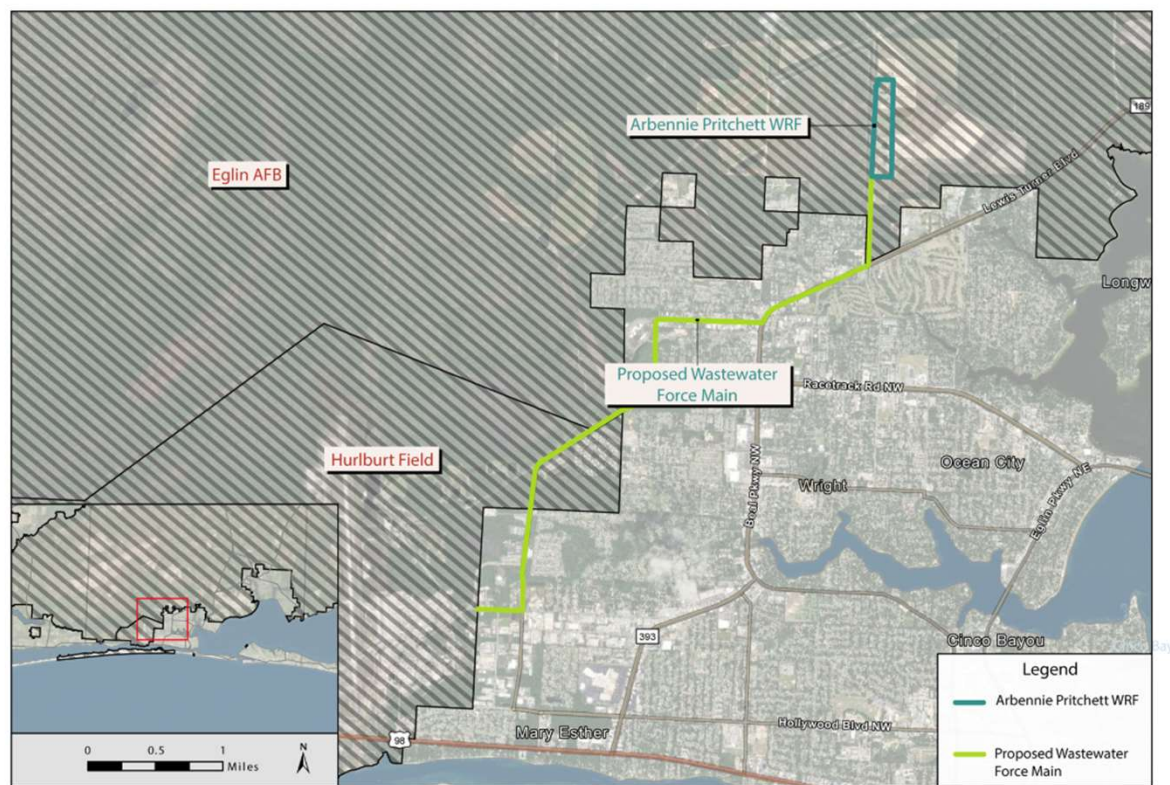 189
Arbennie Pritchett WRF
Eglin AFB
Lewis Turner Blvd
Longw
Proposed Wastewater
Force Main
Racetrack Rd NW
Hurlburt Field
Ocean City
Beal Pkwy NW
Wright
Eglin Pkwy NE
393
Cinco Bayou
Cinco Bay
Legend
Arbennie Pritchett WRF
Hollywood Blvd NW
Mary Esther
98
0 0.5 1
Miles
N
Proposed Wastewater
Force Main